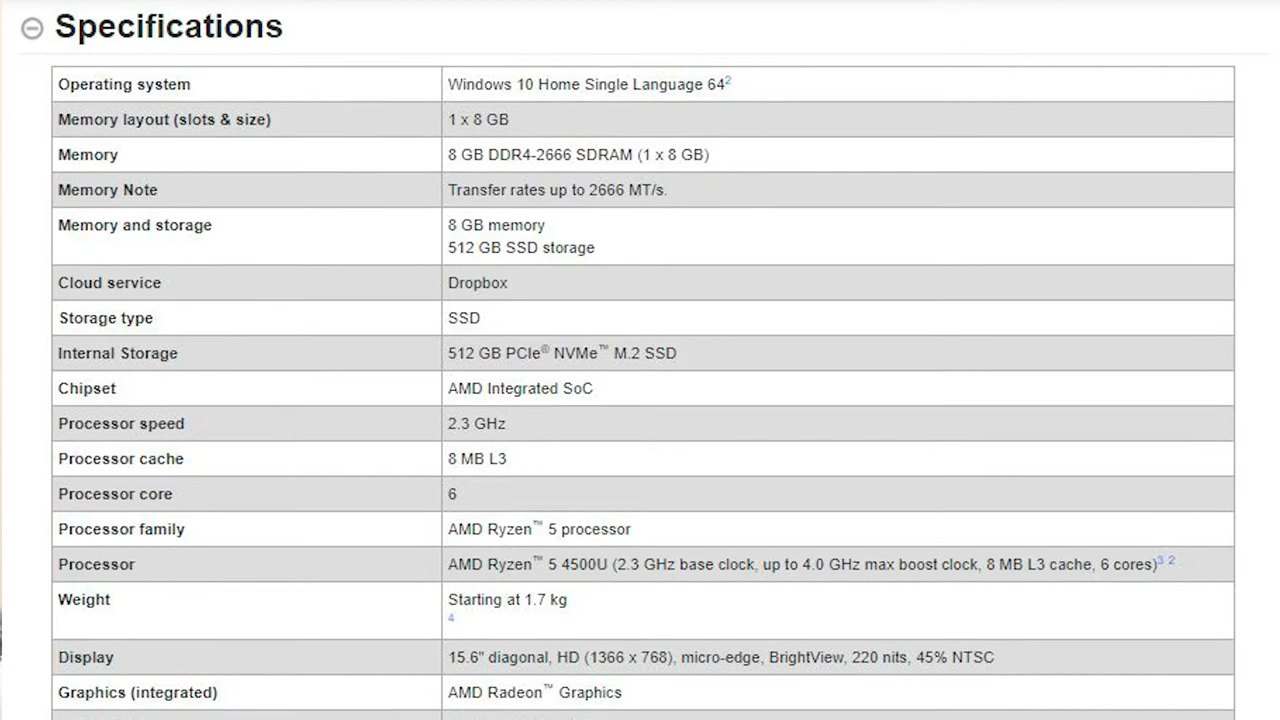 Specifications
Operating system
Windows 10 Home Single Language 64²
Memory layout (slots & size)
1 x 8 GB
Memory
8 GB DDR4-2666 SDRAM (1 x 8 GB)
Memory Note
Transfer rates up to 2666 MT/s.
Memory and storage
8 GB memory
512 GB SSD storage
Cloud service
Dropbox
Storage type
SSD
Internal Storage
512 GB PCIe® NVMe™ M.2 SSD
Chipset
AMD Integrated SoC
Processor speed
2.3 GHz
Processor cache
8 MB L3
Processor core
6
Processor family
AMD Ryzen™ 5 processor
Processor
AMD Ryzen™ 5 4500U (2.3 GHz base clock, up to 4.0 GHz max boost clock, 8 MB L3 cache, 6 cores)³ ²
Weight
Starting at 1.7 kg
4
Display
15.6" diagonal, HD (1366 x 768), micro-edge, BrightView, 220 nits, 45% NTSC
Graphics (integrated)
AMD Radeon™ Graphics